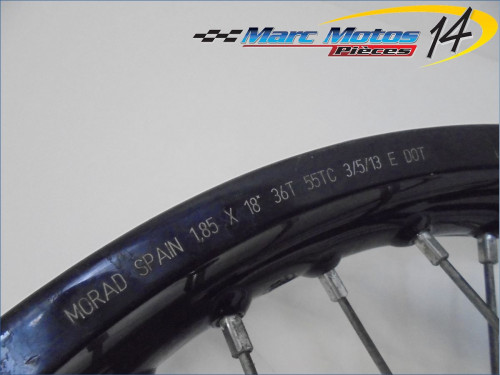 Marc Motos 14
Pièces
MORAD SPAIN 1,85 X 18" 36T 55TC 3/5/13 E DOT